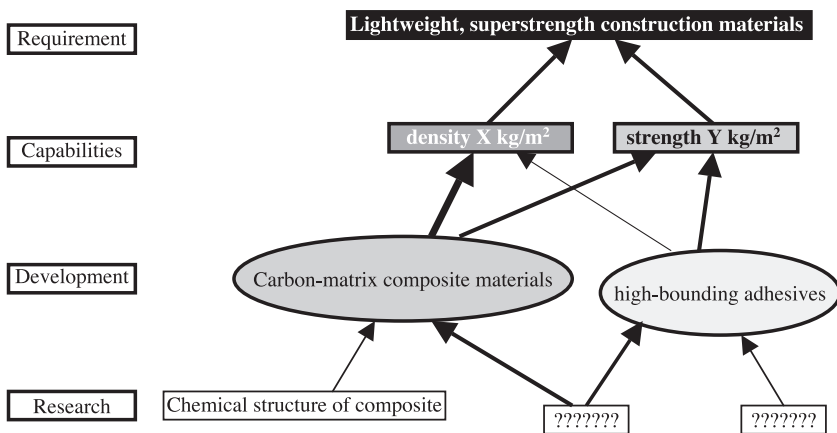 Requirement
Lightweight, superstrength construction materials
Capabilities
density X kg/m²
strength Y kg/m²
Development
Carbon-matrix composite materials
high-bounding adhesives
Research
Chemical structure of composite
???????
???????